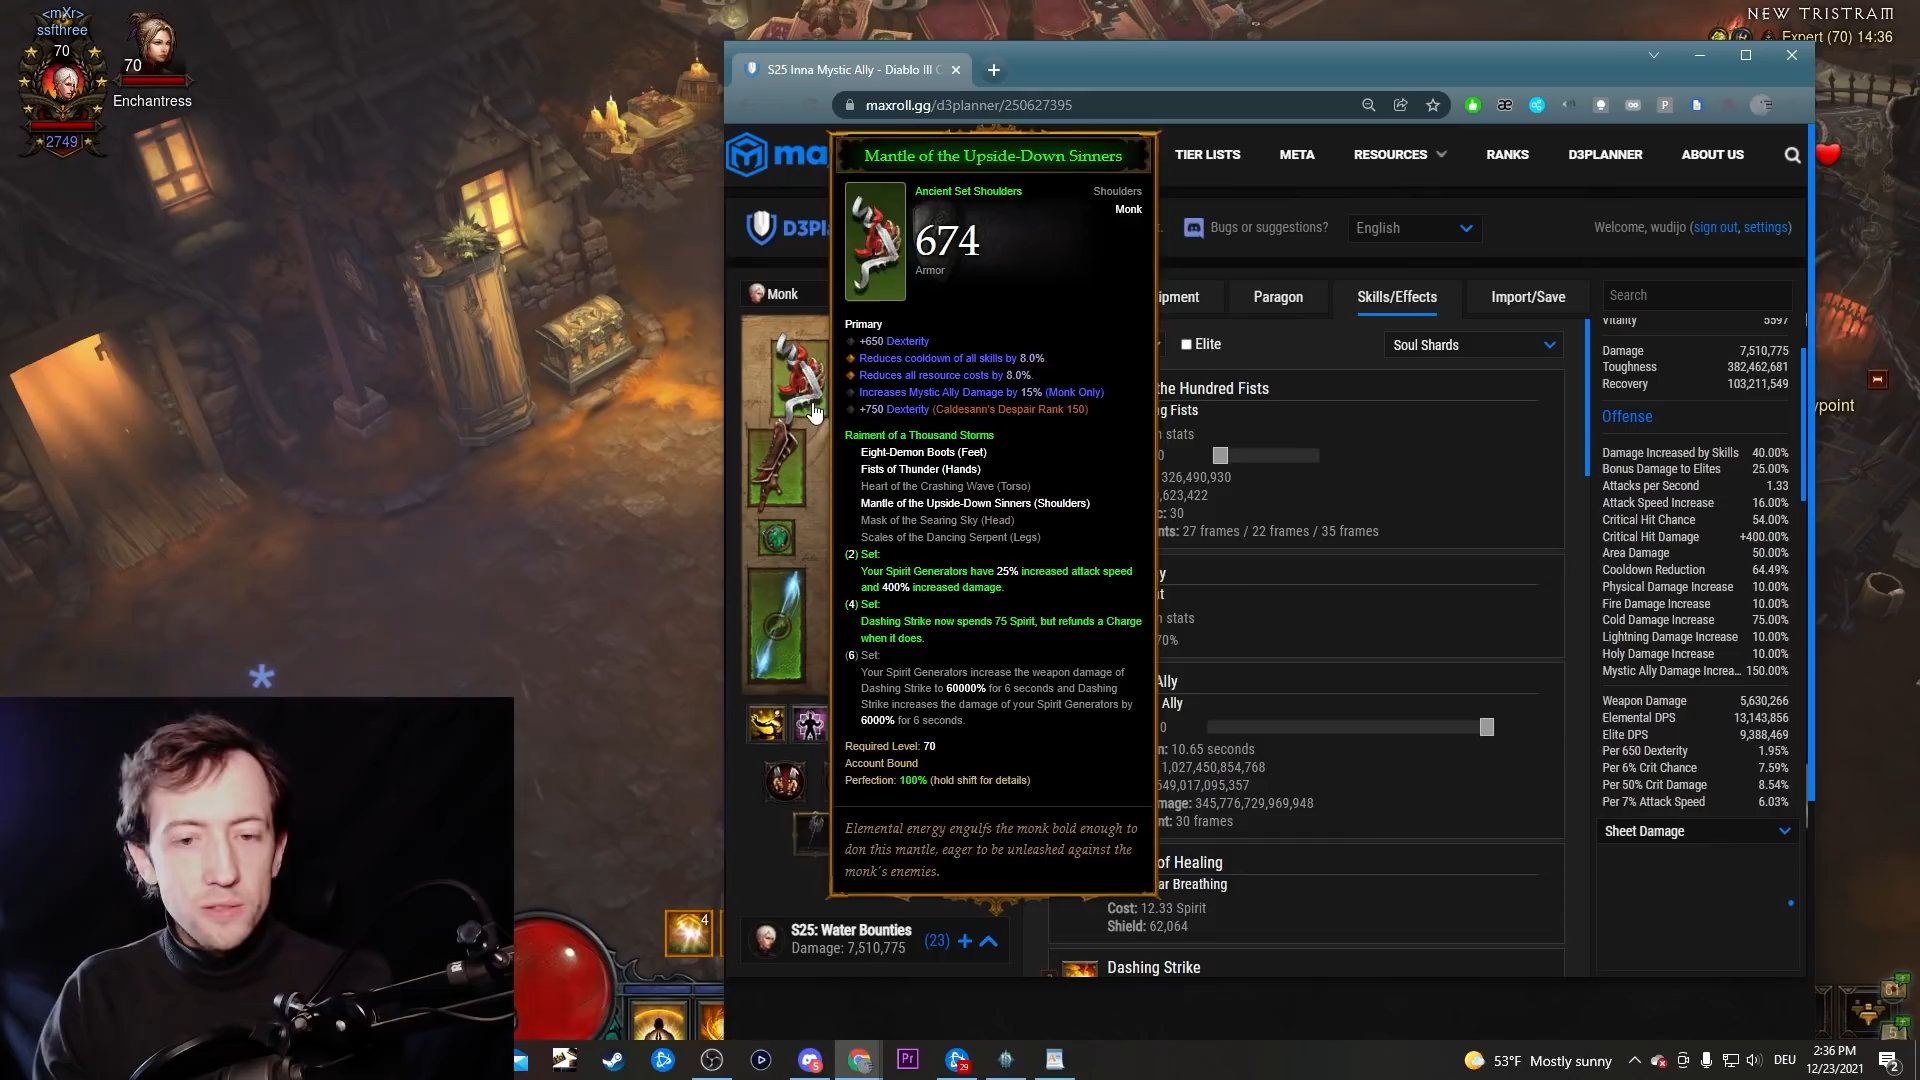 <mXr>
ssfthree
70
70
Enchantress
2749
NEW TRISTRAM
Expert (70) 14:36
S25 Inna Mystic Ally - Diablo III
maxroll.gg/d3planner/250627395
TIER LISTS
META
RESOURCES
RANKS
D3PLANNER
ABOUT US
Bugs or suggestions?
English
Welcome, wudijo (sign out, settings)
Monk
Paragon
Skills/Effects
Import/Save
Search
Elite
Soul Shards
Mantle of the Upside-Down Sinners
Ancient Set Shoulders
Shoulders
Monk
674
Armor
Primary
+650 Dexterity
Reduces cooldown of all skills by 8.0%.
Reduces all resource costs by 8.0%.
Increases Mystic Ally Damage by 15% (Monk Only)
+750 Dexterity (Caldesann's Despair Rank 150)
Raiment of a Thousand Storms
Eight-Demon Boots (Feet)
Fists of Thunder (Hands)
Heart of the Crashing Wave (Torso)
Mantle of the Upside-Down Sinners (Shoulders)
Mask of the Searing Sky (Head)
Scales of the Dancing Serpent (Legs)
(2) Set:
Your Spirit Generators have 25% increased attack speed
and 400% increased damage.
(4) Set:
Dashing Strike now spends 75 Spirit, but refunds a Charge
when it does.
(6) Set:
Your Spirit Generators increase the weapon damage of
Dashing Strike to 60000% for 6 seconds and Dashing
Strike increases the damage of your Spirit Generators by
6000% for 6 seconds.
Required Level: 70
Account Bound
Perfection: 100% (hold shift for details)
Elemental energy engulfs the monk bold enough to
don this mantle, eager to be unleashed against the
monk's enemies.
the Hundred Fists
g Fists
n stats
0
326,490,930
,623,422
c: 30
nts: 27 frames / 22 frames / 35 frames
y
t
n stats
70%
Ally
Ally
0
n: 10.65 seconds
1,027,450,854,768
549,017,095,357
mage: 345,776,729,969,948
nt: 30 frames
of Healing
ar Breathing
Cost: 12.33 Spirit
Shield: 62,064
Dashing Strike
Vitality 5597
Damage 7,510,775
Toughness 382,462,681
Recovery 103,211,549
Offense
Damage Increased by Skills 40.00%
Bonus Damage to Elites 25.00%
Attacks per Second 1.33
Attack Speed Increase 16.00%
Critical Hit Chance 54.00%
Critical Hit Damage +400.00%
Area Damage 50.00%
Cooldown Reduction 64.49%
Physical Damage Increase 10.00%
Fire Damage Increase 10.00%
Cold Damage Increase 75.00%
Lightning Damage Increase 10.00%
Holy Damage Increase 10.00%
Mystic Ally Damage Increa... 150.00%
Weapon Damage 5,630,266
Elemental DPS 13,143,856
Elite DPS 9,388,469
Per 650 Dexterity 1.95%
Per 6% Crit Chance 7.59%
Per 50% Crit Damage 8.54%
Per 7% Attack Speed 6.03%
Sheet Damage
ypoint
S25: Water Bounties
Damage: 7,510,775
(23)
4
53°F Mostly sunny
DEU
2:36 PM
12/23/2021